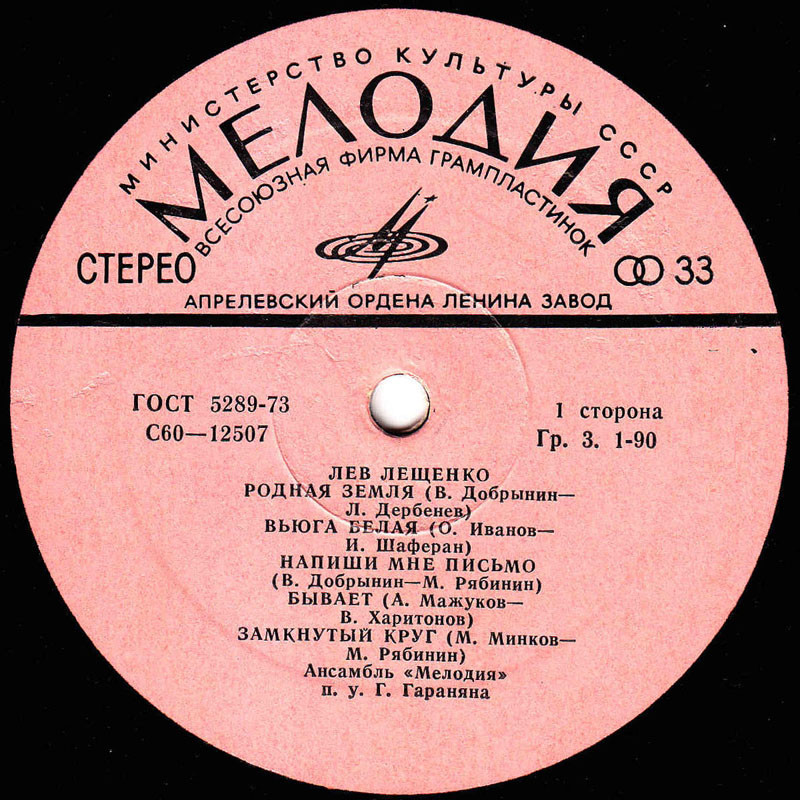 МИНИСТЕРСТВО КУЛЬТУРЫ СССР
МЕЛОДИЯ
ВСЕСОЮЗНАЯ ФИРМА ГРАМПЛАСТИНОК
СТЕРЕО
33
АПРЕЛЕВСКИЙ ОРДЕНА ЛЕНИНА ЗАВОД
ГОСТ 5289-73
С60—12507
1 сторона
Гр. 3. 1-90
ЛЕВ ЛЕЩЕНКО
РОДНАЯ ЗЕМЛЯ (В. Добрынин—
Л. Дербенев)
ВЬЮГА БЕЛАЯ (О. Иванов—
И. Шаферан)
НАПИШИ МНЕ ПИСЬМО
(В. Добрынин—М. Рябинин)
БЫВАЕТ (А. Мажуков—
В. Харитонов)
ЗАМКНУТЫЙ КРУГ (М. Минков—
М. Рябинин)
Ансамбль «Мелодия»
п. у. Г. Гараняна